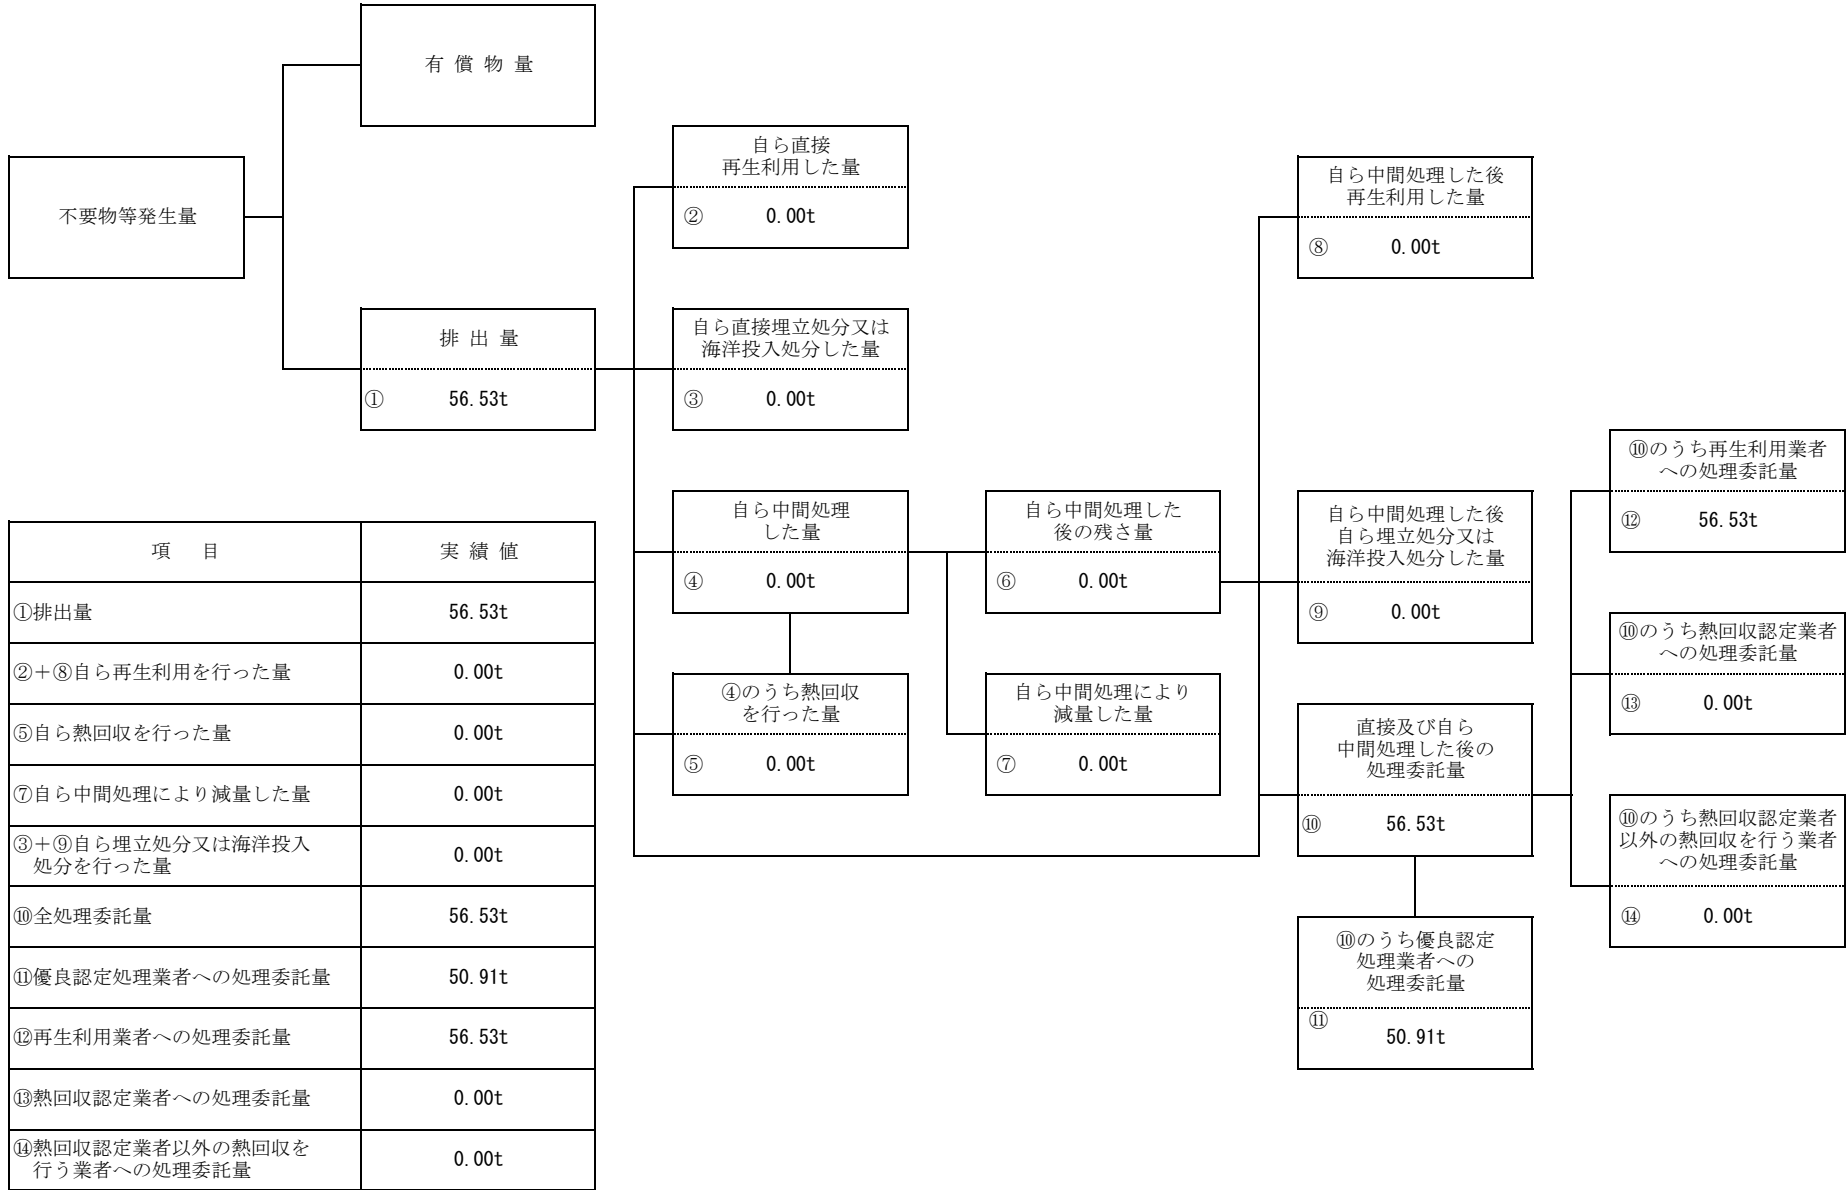 有 償 物 量
不要物等発生量
排 出 量
① 56.53t
自ら直接
再生利用した量
② 0.00t
自ら直接埋立処分又は
海洋投入処分した量
③ 0.00t
自ら中間処理
した量
④ 0.00t
④のうち熱回収
を行った量
⑤ 0.00t
自ら中間処理した
後の残さ量
⑥ 0.00t
自ら中間処理により
減量した量
⑦ 0.00t
自ら中間処理した後
再生利用した量
⑧ 0.00t
自ら中間処理した後
自ら埋立処分又は
海洋投入処分した量
⑨ 0.00t
直接及び自ら
中間処理した後の
処理委託量
⑩ 56.53t
⑩のうち優良認定
処理業者への
処理委託量
⑪ 50.91t
⑩のうち再生利用業者
への処理委託量
⑫ 56.53t
⑩のうち熱回収認定業者
への処理委託量
⑬ 0.00t
⑩のうち熱回収認定業者
以外の熱回収を行う業者
への処理委託量
⑭ 0.00t
項 目 実 績 値
①排出量 56.53t
②＋⑧自ら再生利用を行った量 0.00t
⑤自ら熱回収を行った量 0.00t
⑦自ら中間処理により減量した量 0.00t
③＋⑨自ら埋立処分又は海洋投入
処分を行った量 0.00t
⑩全処理委託量 56.53t
⑪優良認定処理業者への処理委託量 50.91t
⑫再生利用業者への処理委託量 56.53t
⑬熱回収認定業者への処理委託量 0.00t
⑭熱回収認定業者以外の熱回収を
行う業者への処理委託量 0.00t